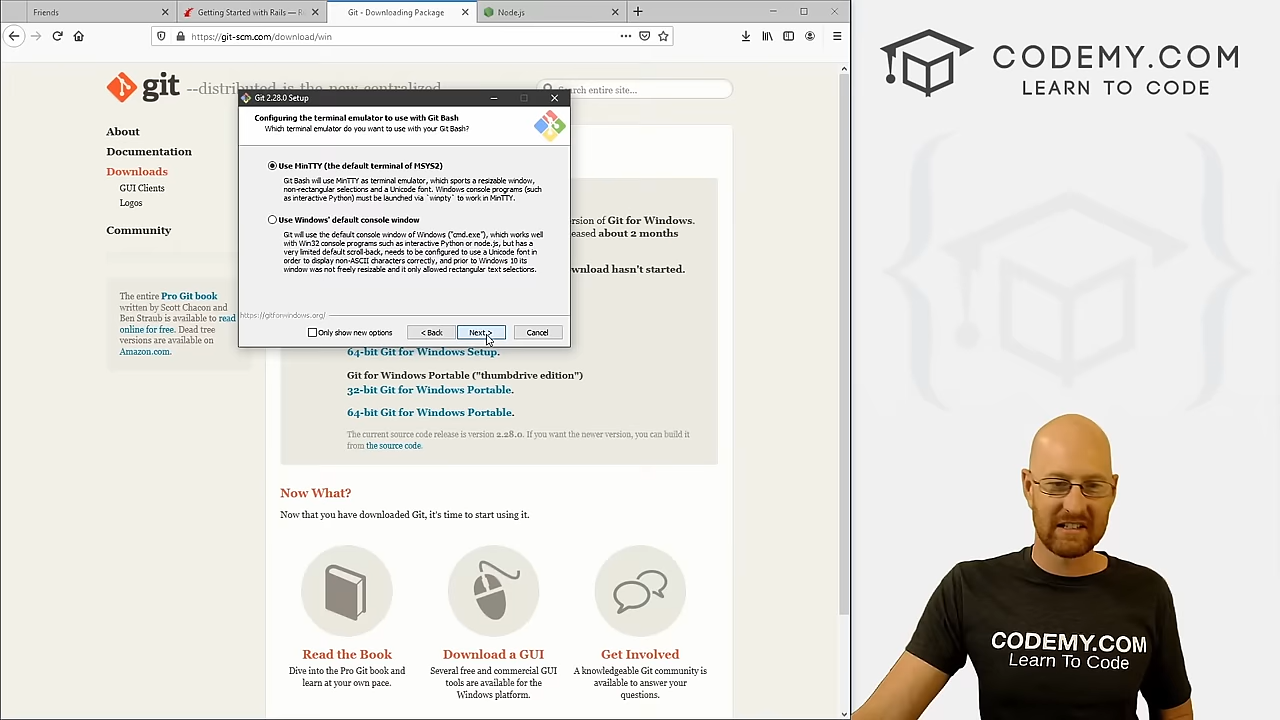 Friends
Getting Started with Rails — R
Git - Downloading Package
Node.js
https://git-scm.com/download/win
git --distributed-is-the-new-centralized
Search entire site...
About
Documentation
Downloads
GUI Clients
Logos
Community
The entire Pro Git book
written by Scott Chacon and
Ben Straub is available to read
online for free. Dead tree
versions are available on
Amazon.com.
Git 2.28.0 Setup
Configuring the terminal emulator to use with Git Bash
Which terminal emulator do you want to use with your Git Bash?
Use MinTTY (the default terminal of MSYS2)
Git Bash will use MinTTY as terminal emulator, which sports a resizable window,
non-rectangular selections and a Unicode font. Windows console programs (such
as interactive Python) must be launched via `winpty` to work in MinTTY.
Use Windows' default console window
Git will use the default console window of Windows ("cmd.exe"), which works well
with Win32 console programs such as interactive Python or node.js, but has a
very limited default scroll-back, needs to be configured to use a Unicode font in
order to display non-ASCII characters correctly, and prior to Windows 10 its
window was not freely resizable and it only allowed rectangular text selections.
https://gitforwindows.org/
Only show new options
< Back
Next >
Cancel
version of Git for Windows.
about 2 months
download hasn't started.
64-bit Git for Windows Setup.
Git for Windows Portable ("thumbdrive edition")
32-bit Git for Windows Portable.
64-bit Git for Windows Portable.
The current source code release is version 2.28.0. If you want the newer version, you can build it
from the source code.
Now What?
Now that you have downloaded Git, it's time to start using it.
Read the Book
Dive into the Pro Git book and
learn at your own pace.
Download a GUI
Several free and commercial GUI
tools are available for the
Windows platform.
Get Involved
A knowledgeable Git community is
available to answer your
questions.
CODEMY.COM
LEARN TO CODE
CODEMY.COM
Learn To Code